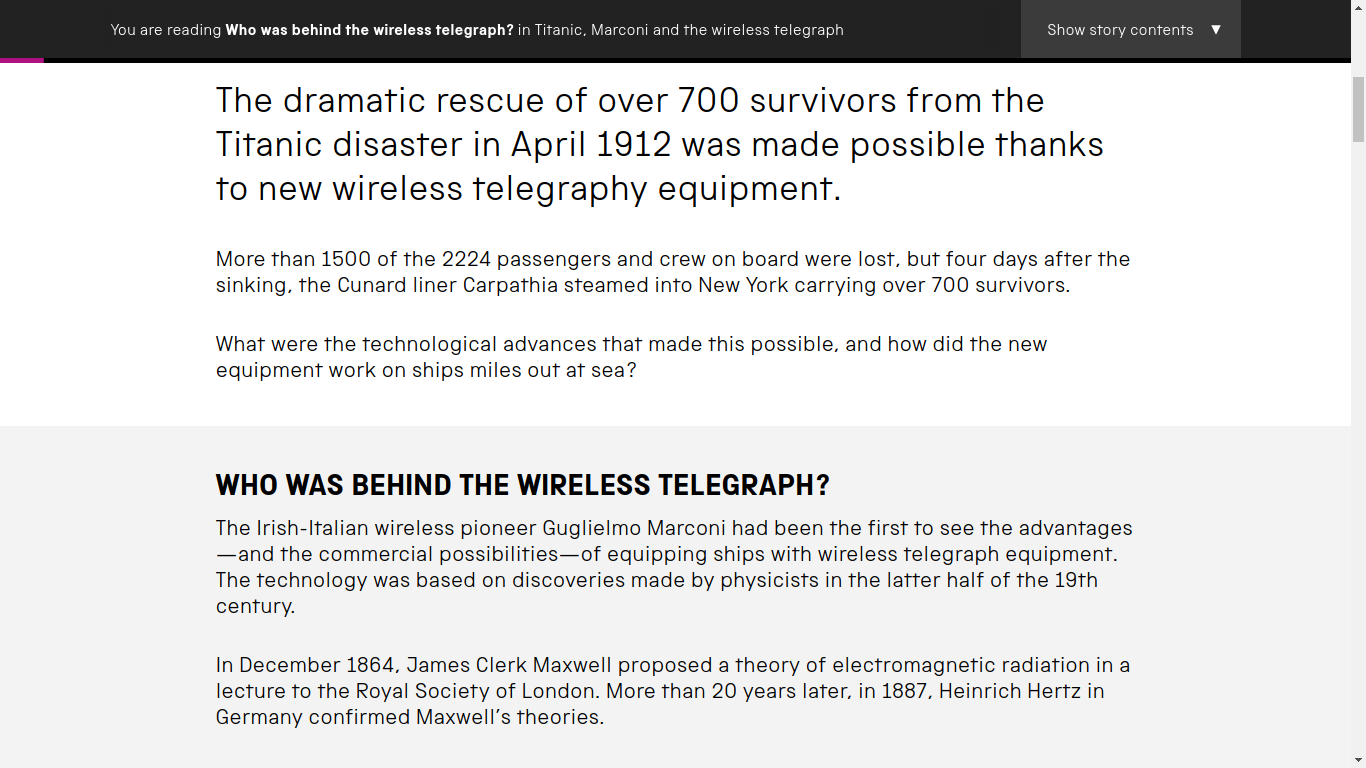 You are reading Who was behind the wireless telegraph? in Titanic, Marconi and the wireless telegraph
Show story contents ▼
The dramatic rescue of over 700 survivors from the
Titanic disaster in April 1912 was made possible thanks
to new wireless telegraphy equipment.
More than 1500 of the 2224 passengers and crew on board were lost, but four days after the
sinking, the Cunard liner Carpathia steamed into New York carrying over 700 survivors.
What were the technological advances that made this possible, and how did the new
equipment work on ships miles out at sea?
WHO WAS BEHIND THE WIRELESS TELEGRAPH?
The Irish-Italian wireless pioneer Guglielmo Marconi had been the first to see the advantages
—and the commercial possibilities—of equipping ships with wireless telegraph equipment.
The technology was based on discoveries made by physicists in the latter half of the 19th
century.
In December 1864, James Clerk Maxwell proposed a theory of electromagnetic radiation in a
lecture to the Royal Society of London. More than 20 years later, in 1887, Heinrich Hertz in
Germany confirmed Maxwell's theories.